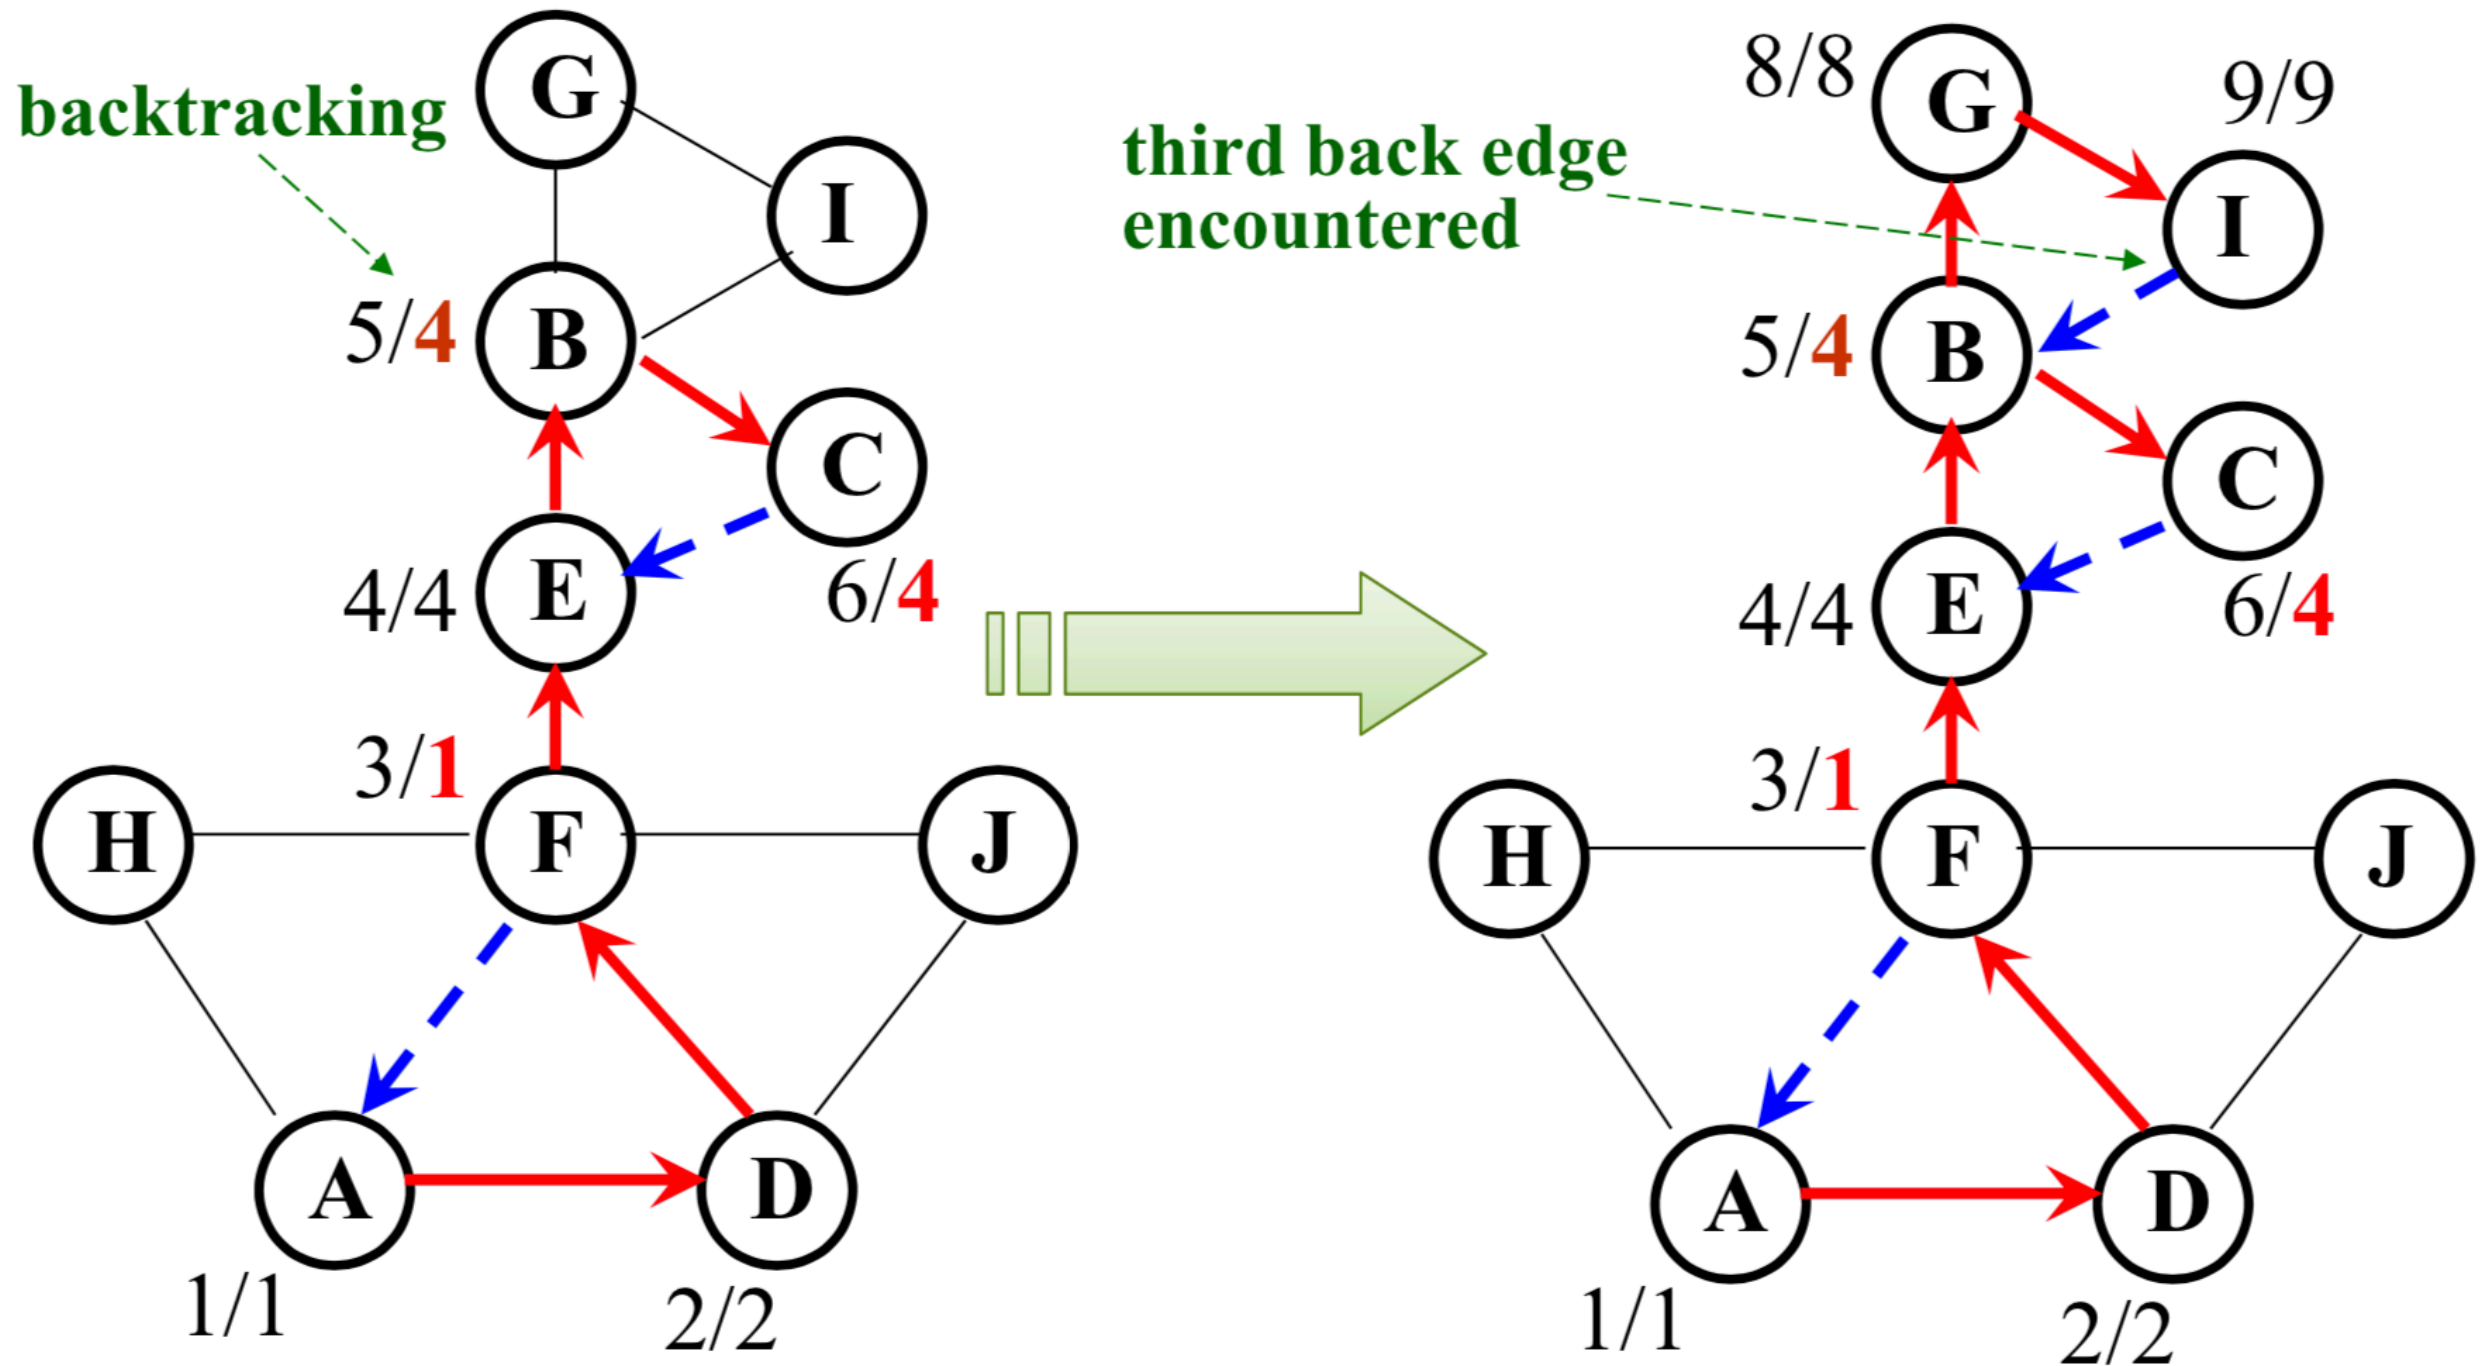 G
backtracking
I
5/4
B
C
4/4
E
6/4
3/1
H
F
J
A
D
1/1
2/2
8/8
G
9/9
third back edge
encountered
I
5/4
B
C
4/4
E
6/4
3/1
H
F
J
A
D
1/1
2/2